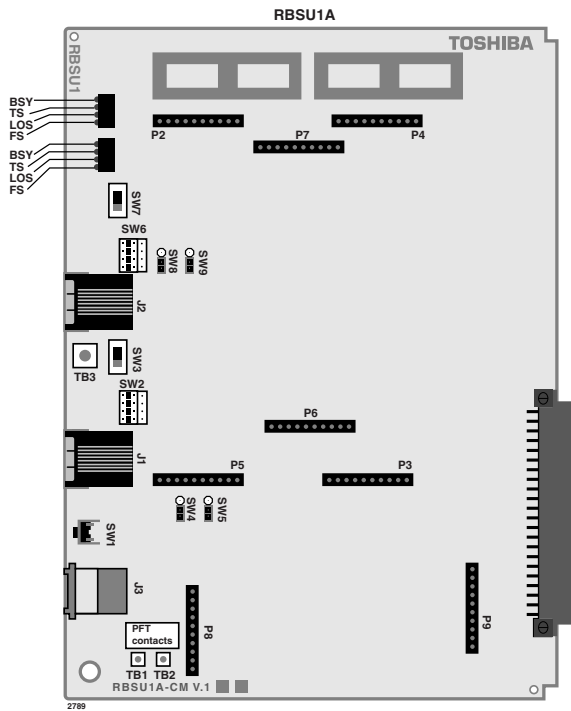 RBSU1A
RBSU1
TOSHIBA
BSY
TS
LOS
FS
BSY
TS
LOS
FS
P2
P7
P4
SW7
SW6
SW8
SW9
J2
TB3
SW3
SW2
P6
J1
P5
P3
SW4
SW5
SW1
J3
P8
P9
PFT
contacts
TB1 TB2
RBSU1A-CM V.1
2789